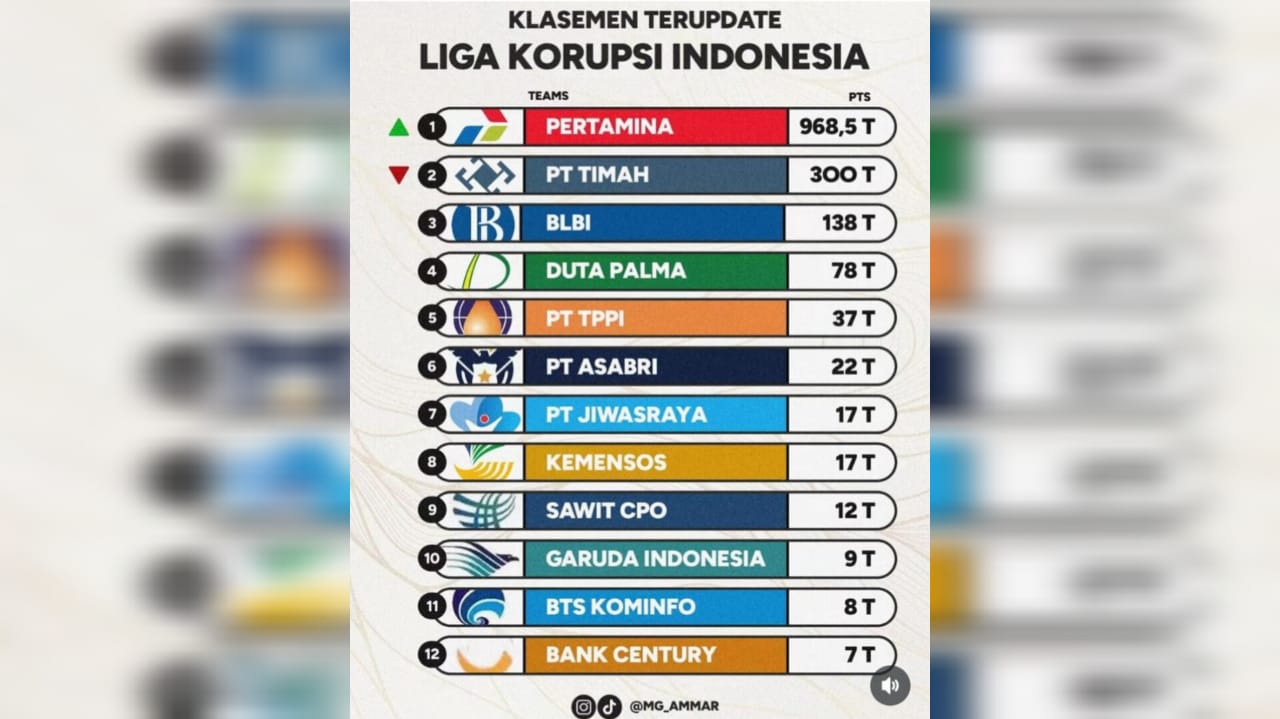 KLASEMEN TERUPDATE
LIGA KORUPSI INDONESIA
TEAMS PTS
1 PERTAMINA 968,5 T
2 PT TIMAH 300 T
3 BLBI 138 T
4 DUTA PALMA 78 T
5 PT TPPI 37 T
6 PT ASABRI 22 T
7 PT JIWASRAYA 17 T
8 KEMENSOS 17 T
9 SAWIT CPO 12 T
10 GARUDA INDONESIA 9 T
11 BTS KOMINFO 8 T
12 BANK CENTURY 7 T
@MG_AMMAR